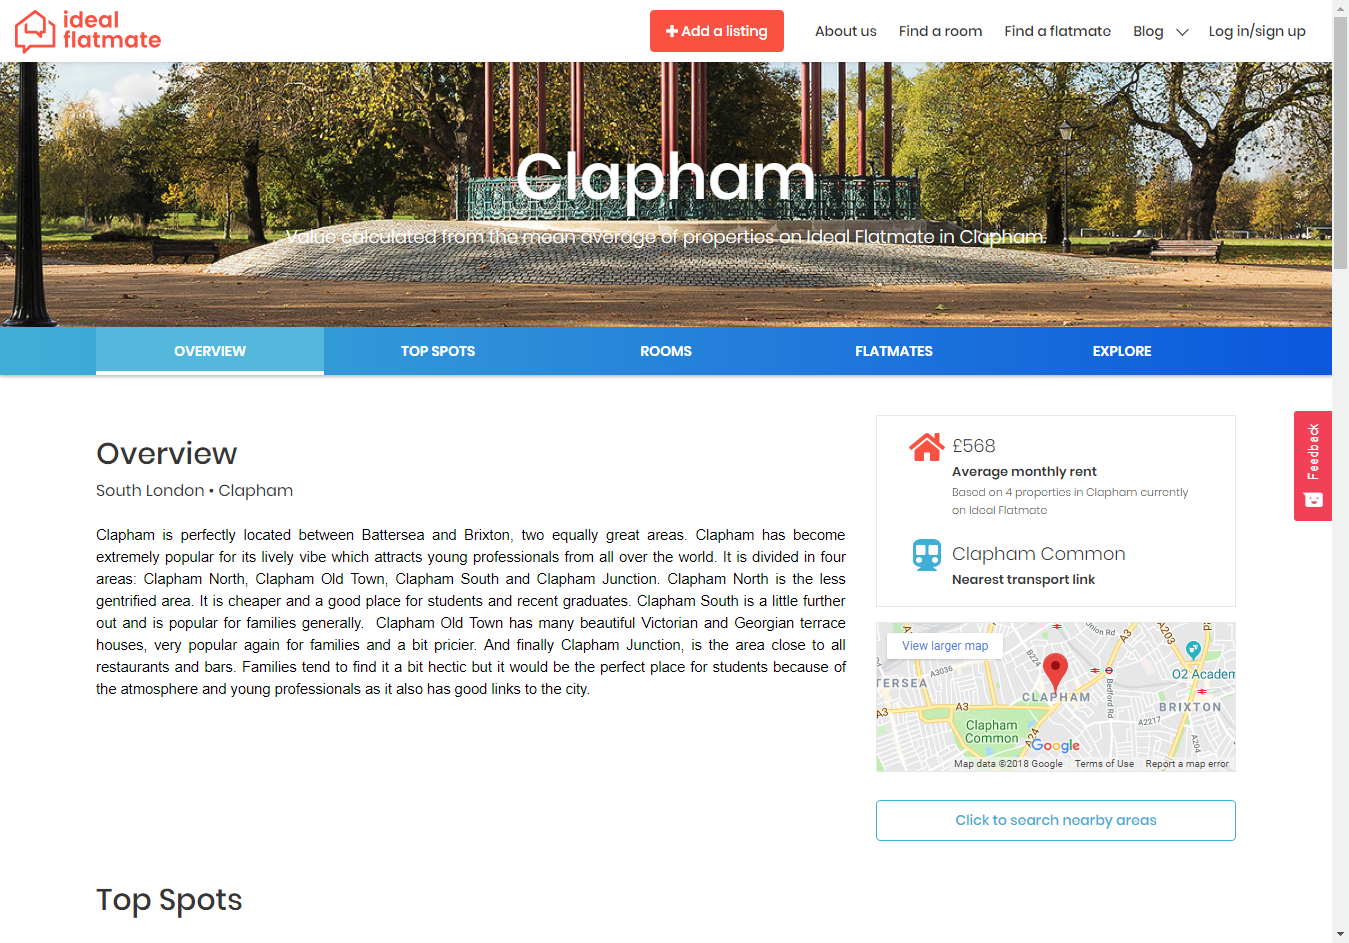 ideal
flatmate
Add a listing
About us
Find a room
Find a flatmate
Blog
Log in/sign up
Clapham
Value calculated from the mean average of properties on Ideal Flatmate in Clapham.
OVERVIEW
TOP SPOTS
ROOMS
FLATMATES
EXPLORE
Overview
South London • Clapham
Clapham is perfectly located between Battersea and Brixton, two equally great areas. Clapham has become
extremely popular for its lively vibe which attracts young professionals from all over the world. It is divided in four
areas: Clapham North, Clapham Old Town, Clapham South and Clapham Junction. Clapham North is the less
gentrified area. It is cheaper and a good place for students and recent graduates. Clapham South is a little further
out and is popular for families generally.  Clapham Old Town has many beautiful Victorian and Georgian terrace
houses, very popular again for families and a bit pricier. And finally Clapham Junction, is the area close to all
restaurants and bars. Families tend to find it a bit hectic but it would be the perfect place for students because of
the atmosphere and young professionals as it also has good links to the city.
£568
Average monthly rent
Based on 4 properties in Clapham currently
on Ideal Flatmate
Clapham Common
Nearest transport link
Feedback
View larger map
TERSEA
A3036
B224
nion Rd
A3
A23
O2 Academ
CLAPHAM
Bedford Rd
BRIXTON
A3
A3
A2217
Clapham
Common
A24
A204
Google
Map data ©2018 Google
Terms of Use
Report a map error
Click to search nearby areas
Top Spots